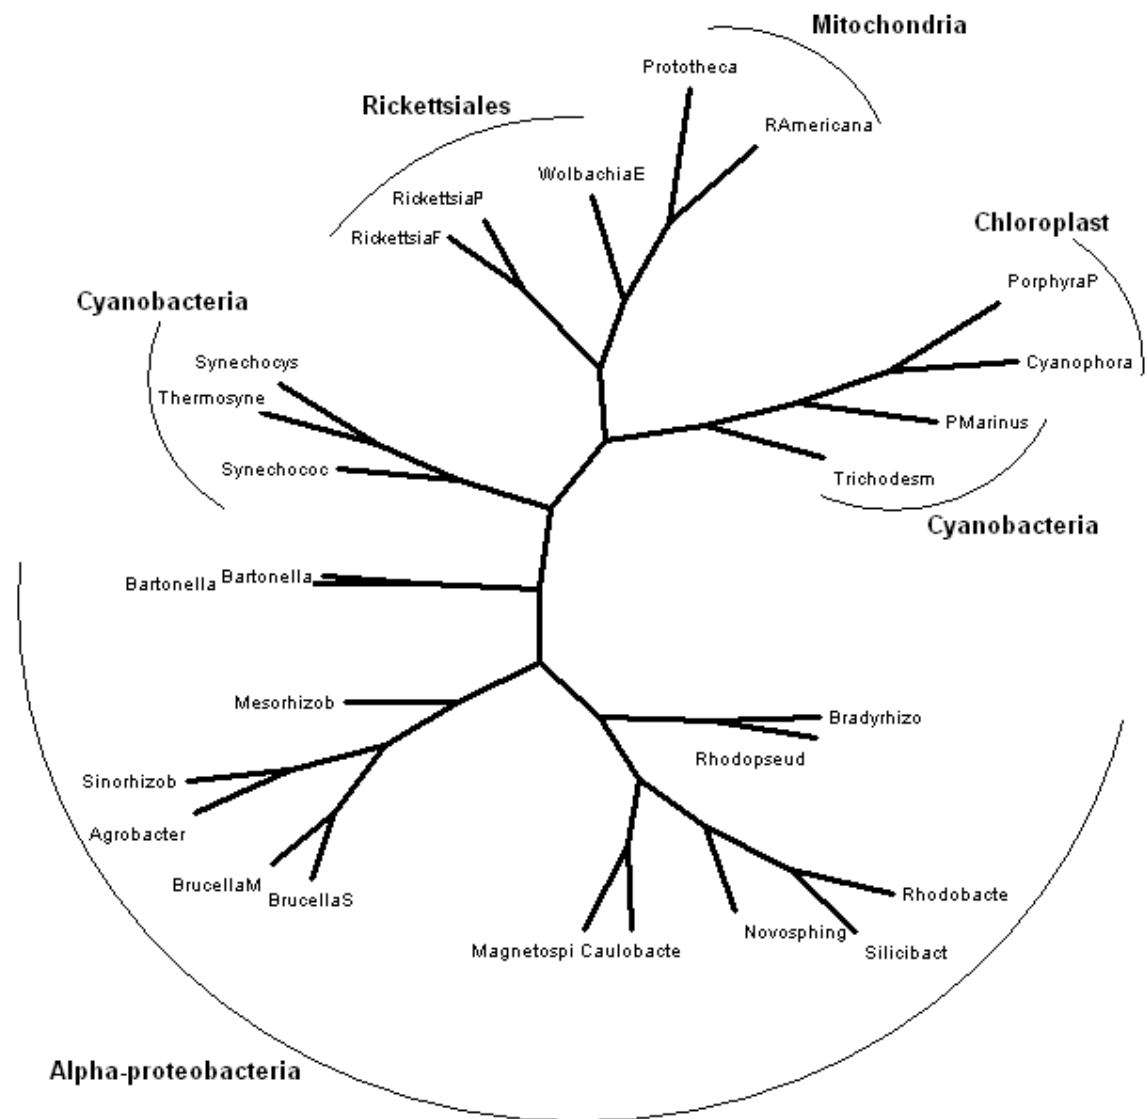 Mitochondria
Prototheca
Rickettsiales
RAmericana
WolbachiaE
RickettsiaP
Chloroplast
RickettsiaF
PorphyraP
Cyanobacteria
Synechocys
Cyanophora
Thermosyne
PMarinus
Synechococ
Trichodesm
Cyanobacteria
Bartonella
Bartonella
Mesorhizob
Bradyrhizo
Rhodopseud
Sinorhizob
Agrobacter
BrucellaM
BrucellaS
Rhodobacte
Novosphing
Magnetospi Caulobacte
Silicibact
Alpha-proteobacteria